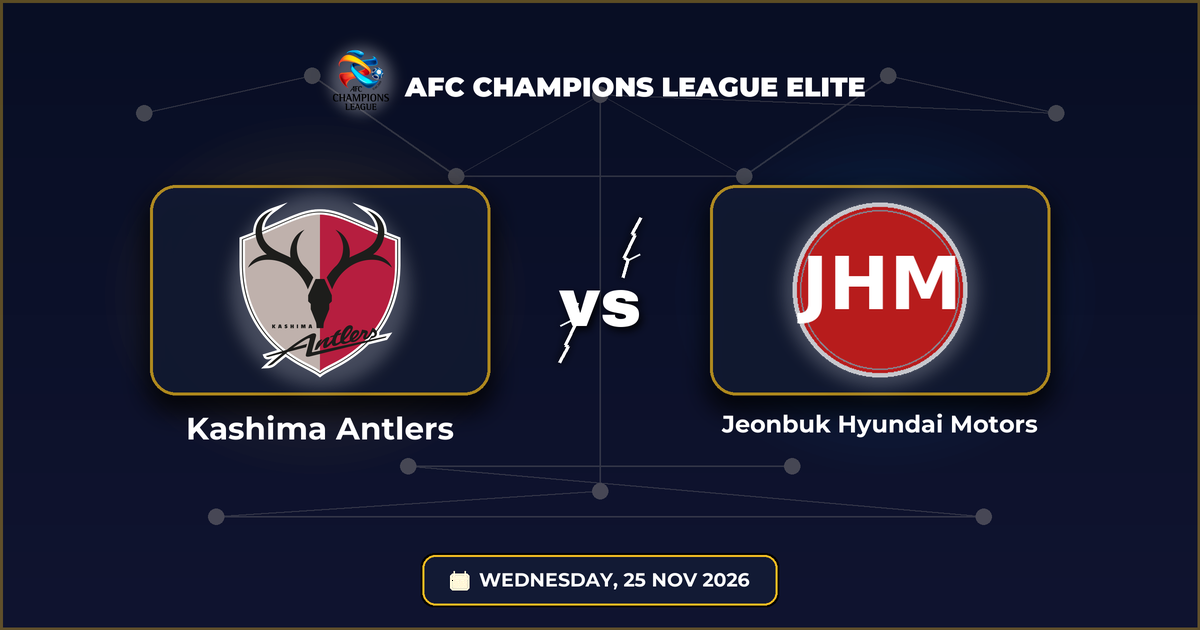 AFC
CHAMPIONS
LEAGUE
AFC CHAMPIONS LEAGUE ELITE
KASHIMA
Antlers
VS
JHM
Kashima Antlers
Jeonbuk Hyundai Motors
WEDNESDAY, 25 NOV 2026